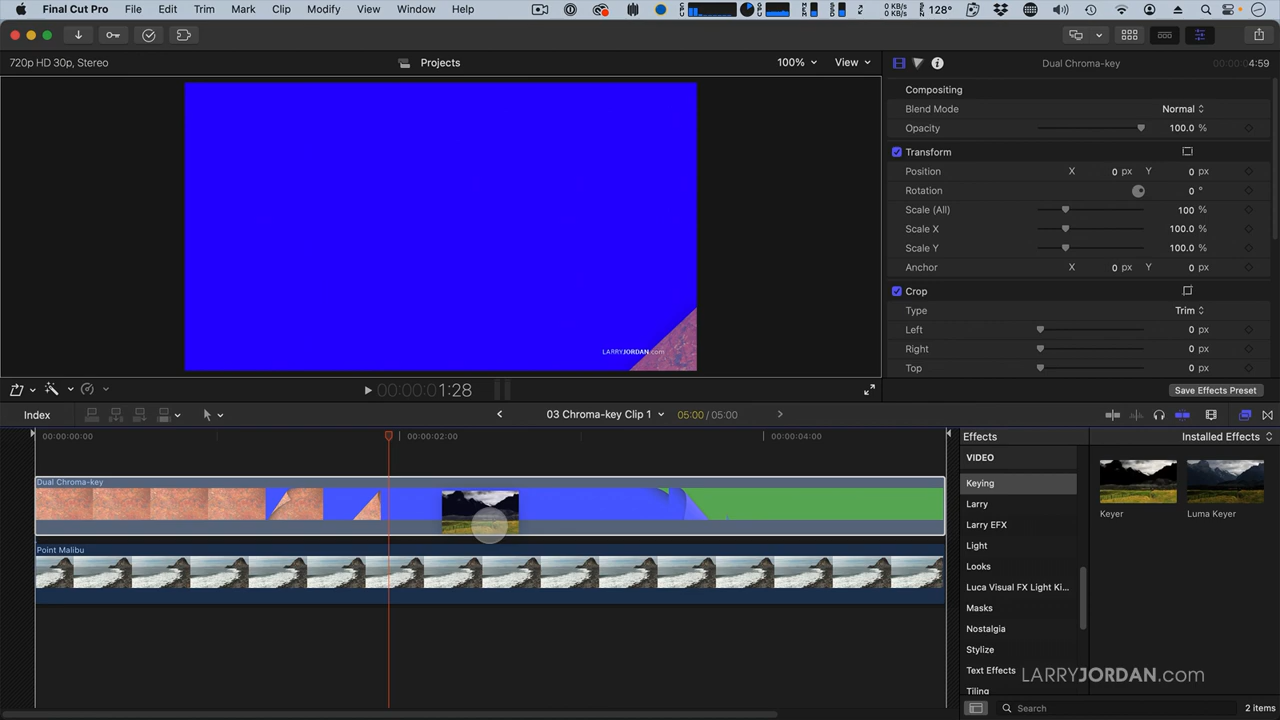 Final Cut Pro File Edit Trim Mark Clip Modify View Window Help 0 KB/s 0 KB/s 128°
720p HD 30p, Stereo Projects 100% View Dual Chroma-key 00:00:04:59
Compositing
Blend Mode Normal
Opacity 100.0 %
Transform
Position X 0 px Y 0 px
Rotation 0 °
Scale (All) 100 %
Scale X 100.0 %
Scale Y 100.0 %
Anchor X 0 px Y 0 px
Crop
Type Trim
Left 0 px
Right 0 px
Top 0 px
LARRYJORDAN.com
00:00:01:28 Save Effects Preset
Index 03 Chroma-key Clip 1 05:00 / 05:00
00:00:00:00 00:00:02:00 00:00:04:00 Effects Installed Effects
VIDEO
Dual Chroma-key
Keying
Larry
Keyer Luma Keyer
Larry EFX
Light
Point Malibu
Looks
Luca Visual FX Light Ki...
Masks
Nostalgia
Stylize
Text Effects
LARRYJORDAN.com
Tiling
Search 2 items